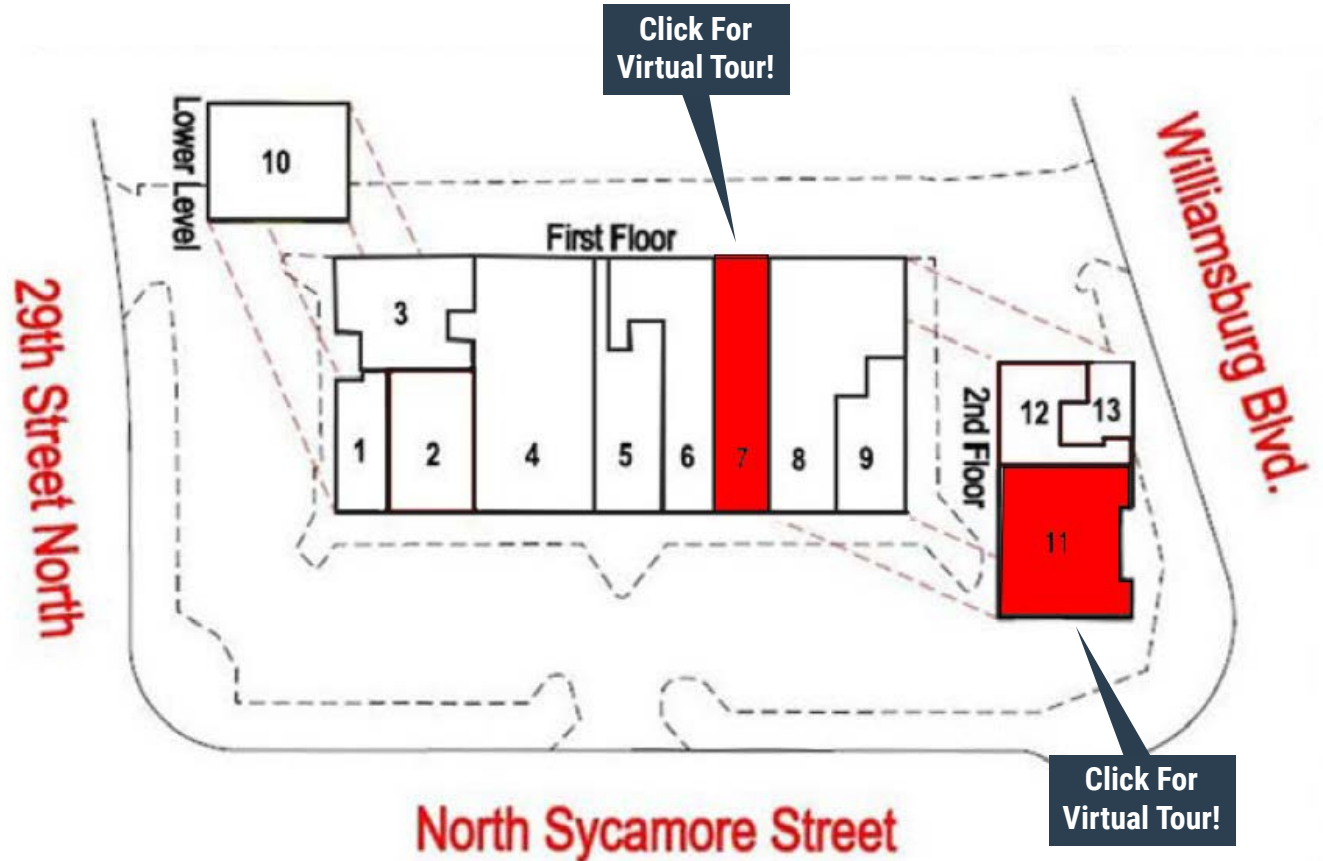 Click For
Virtual Tour!
Lower Level
10
First Floor
Williamsburg Blvd.
29th Street North
3
2nd Floor
12
13
1
2
4
5
6
7
8
9
11
Click For
Virtual Tour!
North Sycamore Street